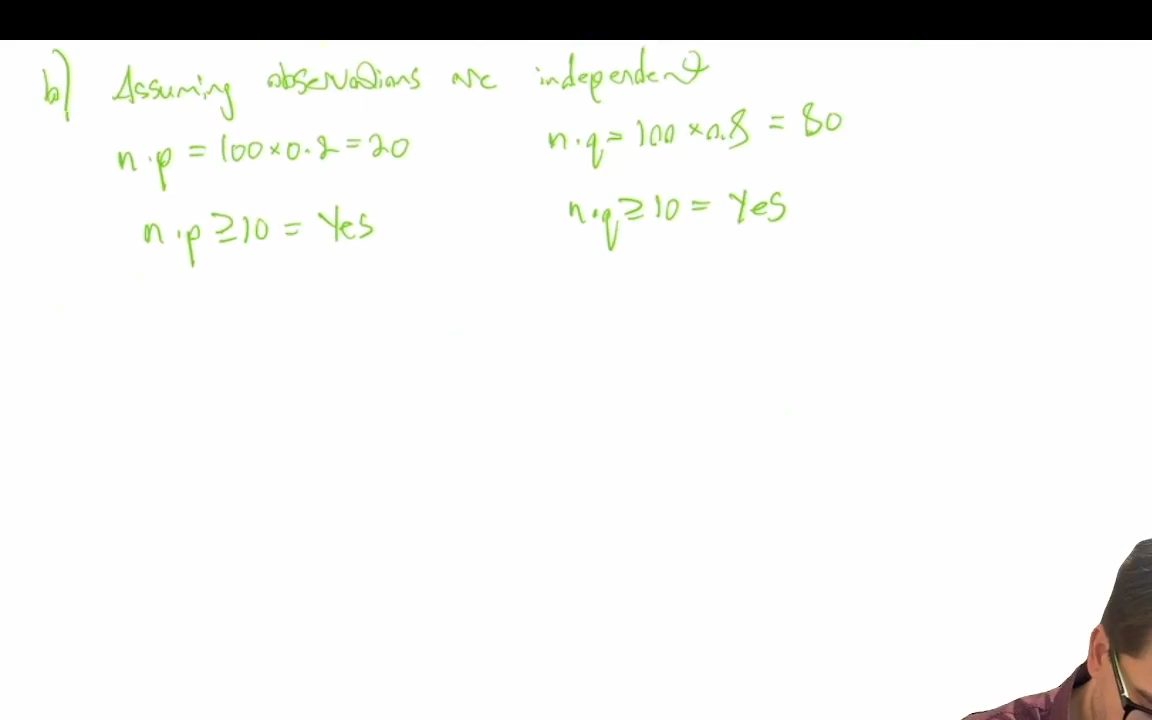 b) Assuming observations are independent
n·p = 100×0.2=20
n·q= 100 ×0.8 = 80
n·p ≥10 = Yes
n·q ≥ 10 = Yes